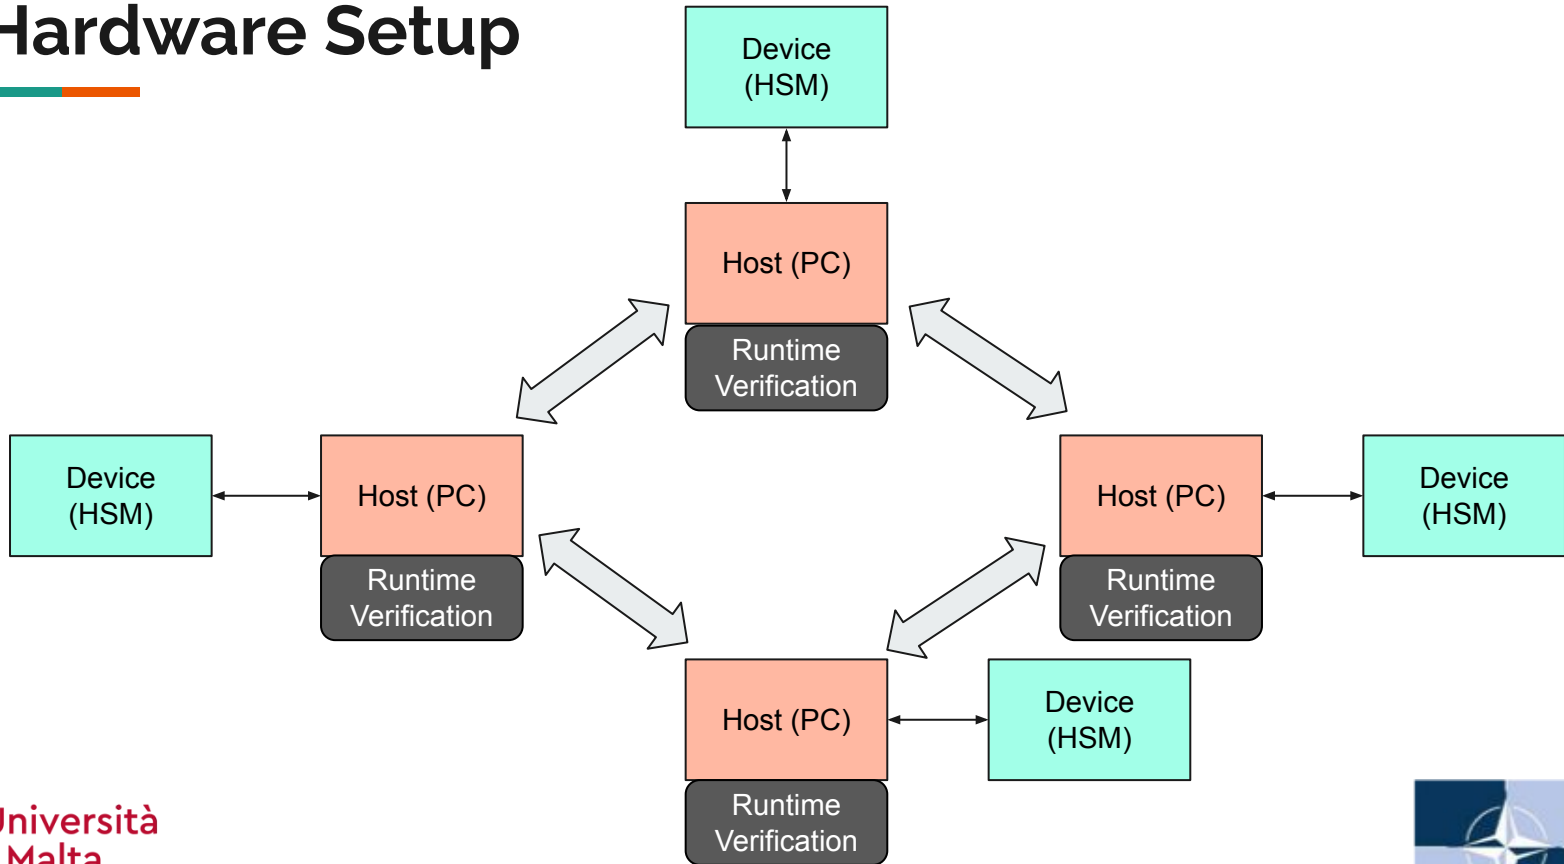 Hardware Setup
Device
(HSM)
Host (PC)
Runtime
Verification
Device
(HSM)
Host (PC)
Runtime
Verification
Host (PC)
Runtime
Verification
Device
(HSM)
Host (PC)
Runtime
Verification
Device
(HSM)
Università
Malta